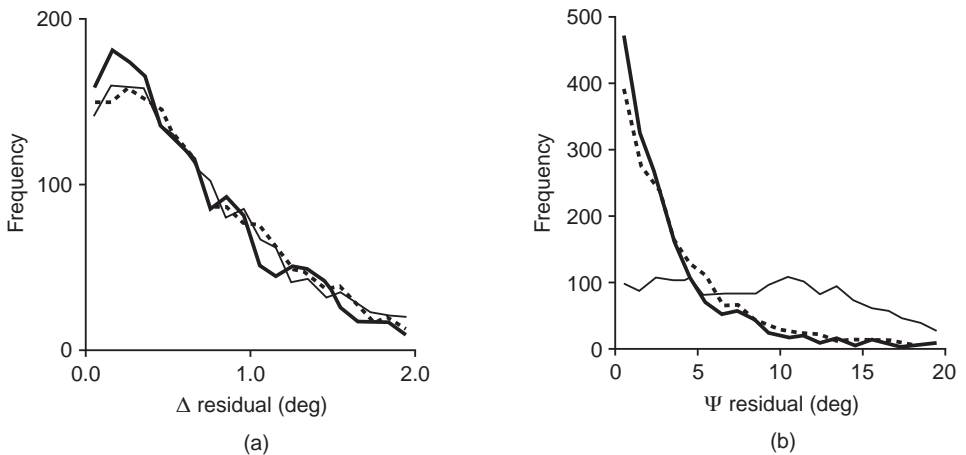 200
100
0
Frequency
0.0 1.0 2.0
Δ residual (deg)
(a)
500
400
300
200
100
0
Frequency
0 5 10 15 20
Ψ residual (deg)
(b)